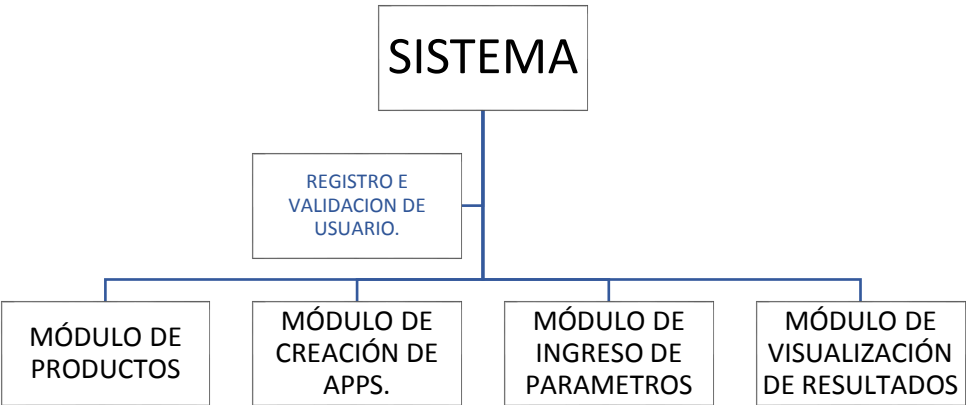 SISTEMA
REGISTRO E
VALIDACION DE
USUARIO.
MÓDULO DE
PRODUCTOS
MÓDULO DE
CREACIÓN DE
APPS.
MÓDULO DE
INGRESO DE
PARAMETROS
MÓDULO DE
VISUALIZACIÓN
DE RESULTADOS